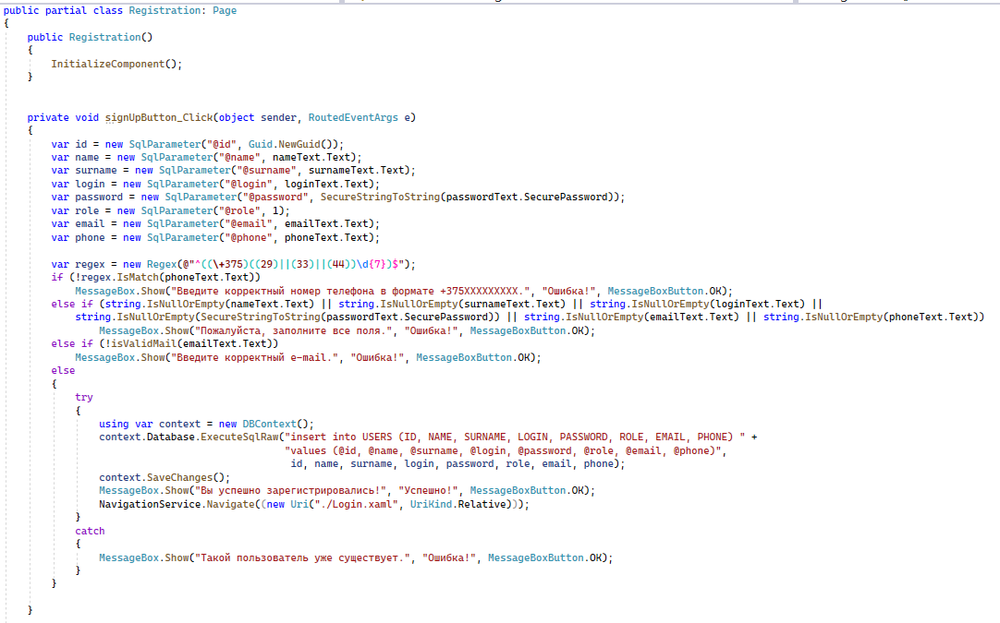 public partial class Registration: Page
{
public Registration()
{
InitializeComponent();
}
private void signUpButton_Click(object sender, RoutedEventArgs e)
{
var id = new SqlParameter("@id", Guid.NewGuid());
var name = new SqlParameter("@name", nameText.Text);
var surname = new SqlParameter("@surname", surnameText.Text);
var login = new SqlParameter("@login", loginText.Text);
var password = new SqlParameter("@password", SecureStringToString(passwordText.SecurePassword));
var role = new SqlParameter("@role", 1);
var email = new SqlParameter("@email", emailText.Text);
var phone = new SqlParameter("@phone", phoneText.Text);
var regex = new Regex(@"^((\+375)((29)||(33)||(44))\d{7})$");
if (!regex.IsMatch(phoneText.Text))
MessageBox.Show("Введите корректный номер телефона в формате +375XXXXXXXXX.", "Ошибка!", MessageBoxButton.OK);
else if (string.IsNullOrEmpty(nameText.Text) || string.IsNullOrEmpty(surnameText.Text) || string.IsNullOrEmpty(loginText.Text) ||
string.IsNullOrEmpty(SecureStringToString(passwordText.SecurePassword)) || string.IsNullOrEmpty(emailText.Text) || string.IsNullOrEmpty(phoneText.Text))
MessageBox.Show("Пожалуйста, заполните все поля.", "Ошибка!", MessageBoxButton.OK);
else if (!isValidMail(emailText.Text))
MessageBox.Show("Введите корректный e-mail.", "Ошибка!", MessageBoxButton.OK);
else
{
try
{
using var context = new DBContext();
context.Database.ExecuteSqlRaw("insert into USERS (ID, NAME, SURNAME, LOGIN, PASSWORD, ROLE, EMAIL, PHONE) " +
"values (@id, @name, @surname, @login, @password, @role, @email, @phone)",
id, name, surname, login, password, role, email, phone);
context.SaveChanges();
MessageBox.Show("Вы успешно зарегистрировались!", "Успешно!", MessageBoxButton.OK);
NavigationService.Navigate((new Uri("./Login.xaml", UriKind.Relative)));
}
catch
{
MessageBox.Show("Такой пользователь уже существует.", "Ошибка!", MessageBoxButton.OK);
}
}
}